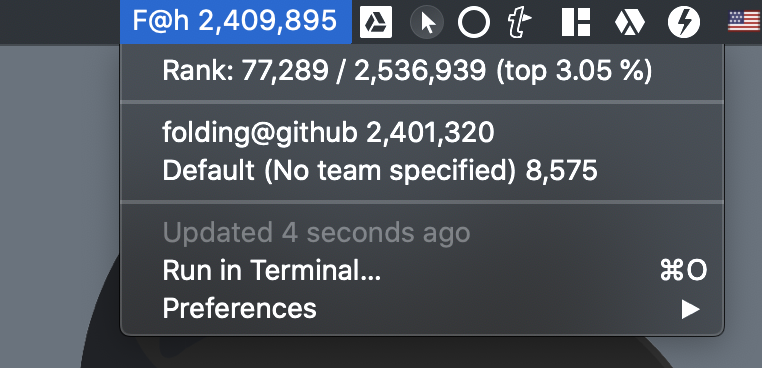 F@h 2,409,895
Rank: 77,289 / 2,536,939 (top 3.05 %)
folding@github 2,401,320
Default (No team specified) 8,575
Updated 4 seconds ago
Run in Terminal... ⌘O
Preferences ▶